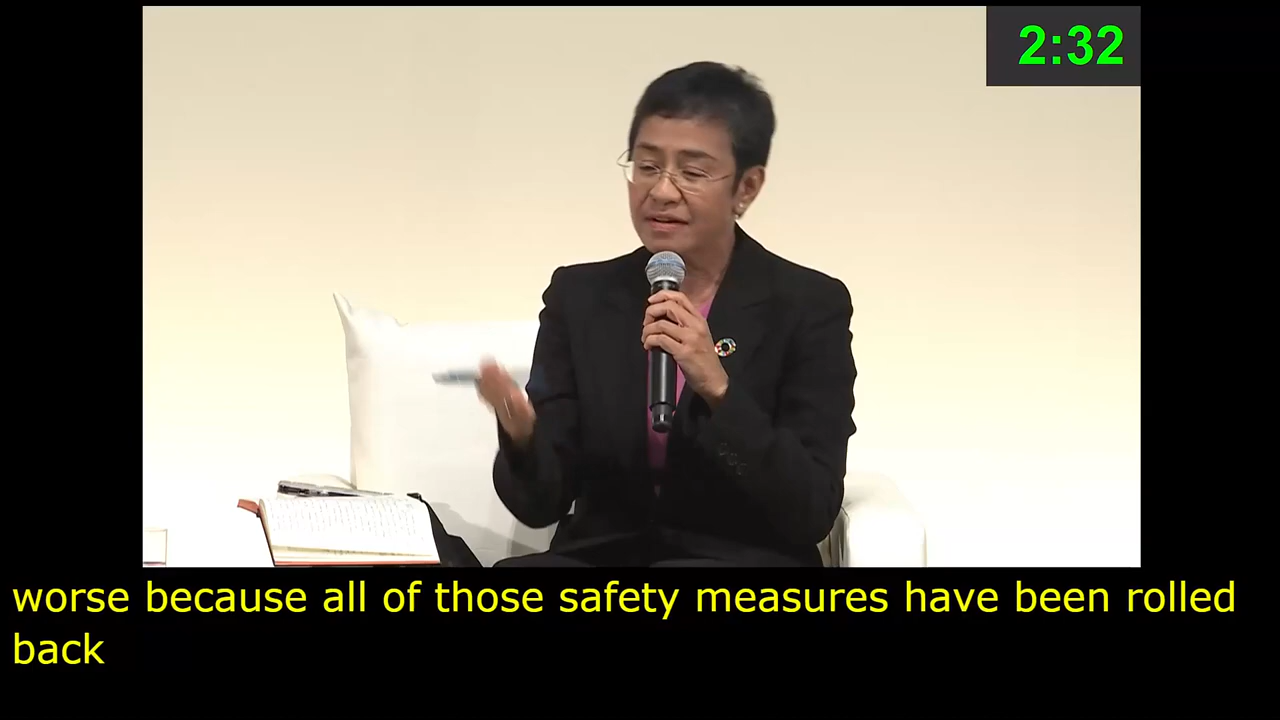 2:32
worse because all of those safety measures have been rolled
back